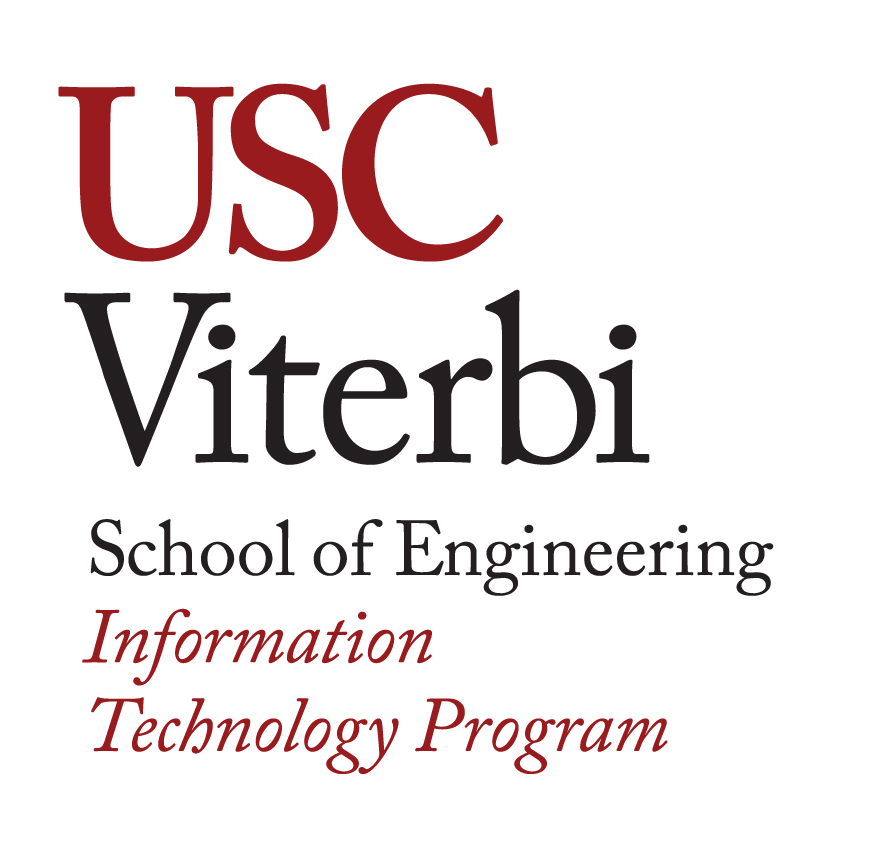 USC
Viterbi
School of Engineering
Information
Technology Program